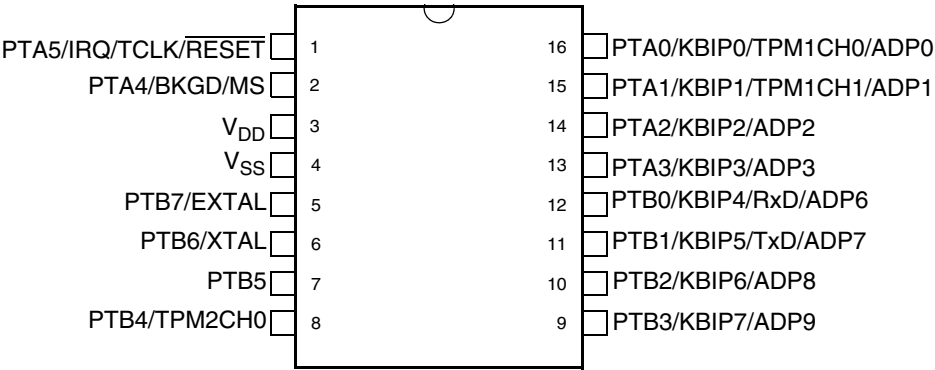 PTA5/IRQ/TCLK/RESET 1 16 PTA0/KBIP0/TPM1CH0/ADP0
PTA4/BKGD/MS 2 15 PTA1/KBIP1/TPM1CH1/ADP1
VDD 3 14 PTA2/KBIP2/ADP2
VSS 4 13 PTA3/KBIP3/ADP3
PTB7/EXTAL 5 12 PTB0/KBIP4/RxD/ADP6
PTB6/XTAL 6 11 PTB1/KBIP5/TxD/ADP7
PTB5 7 10 PTB2/KBIP6/ADP8
PTB4/TPM2CH0 8 9 PTB3/KBIP7/ADP9